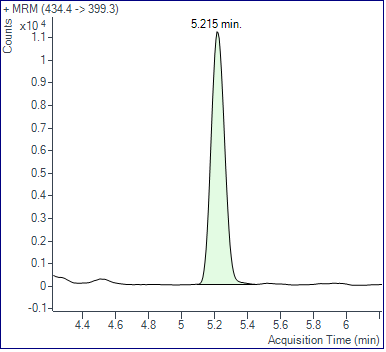 + MRM (434.4 -> 399.3)
Counts
x10 4
5.215 min.
1.1
1
0.9
0.8
0.7
0.6
0.5
0.4
0.3
0.2
0.1
0
-0.1
4.4 4.6 4.8 5 5.2 5.4 5.6 5.8 6
Acquisition Time (min)